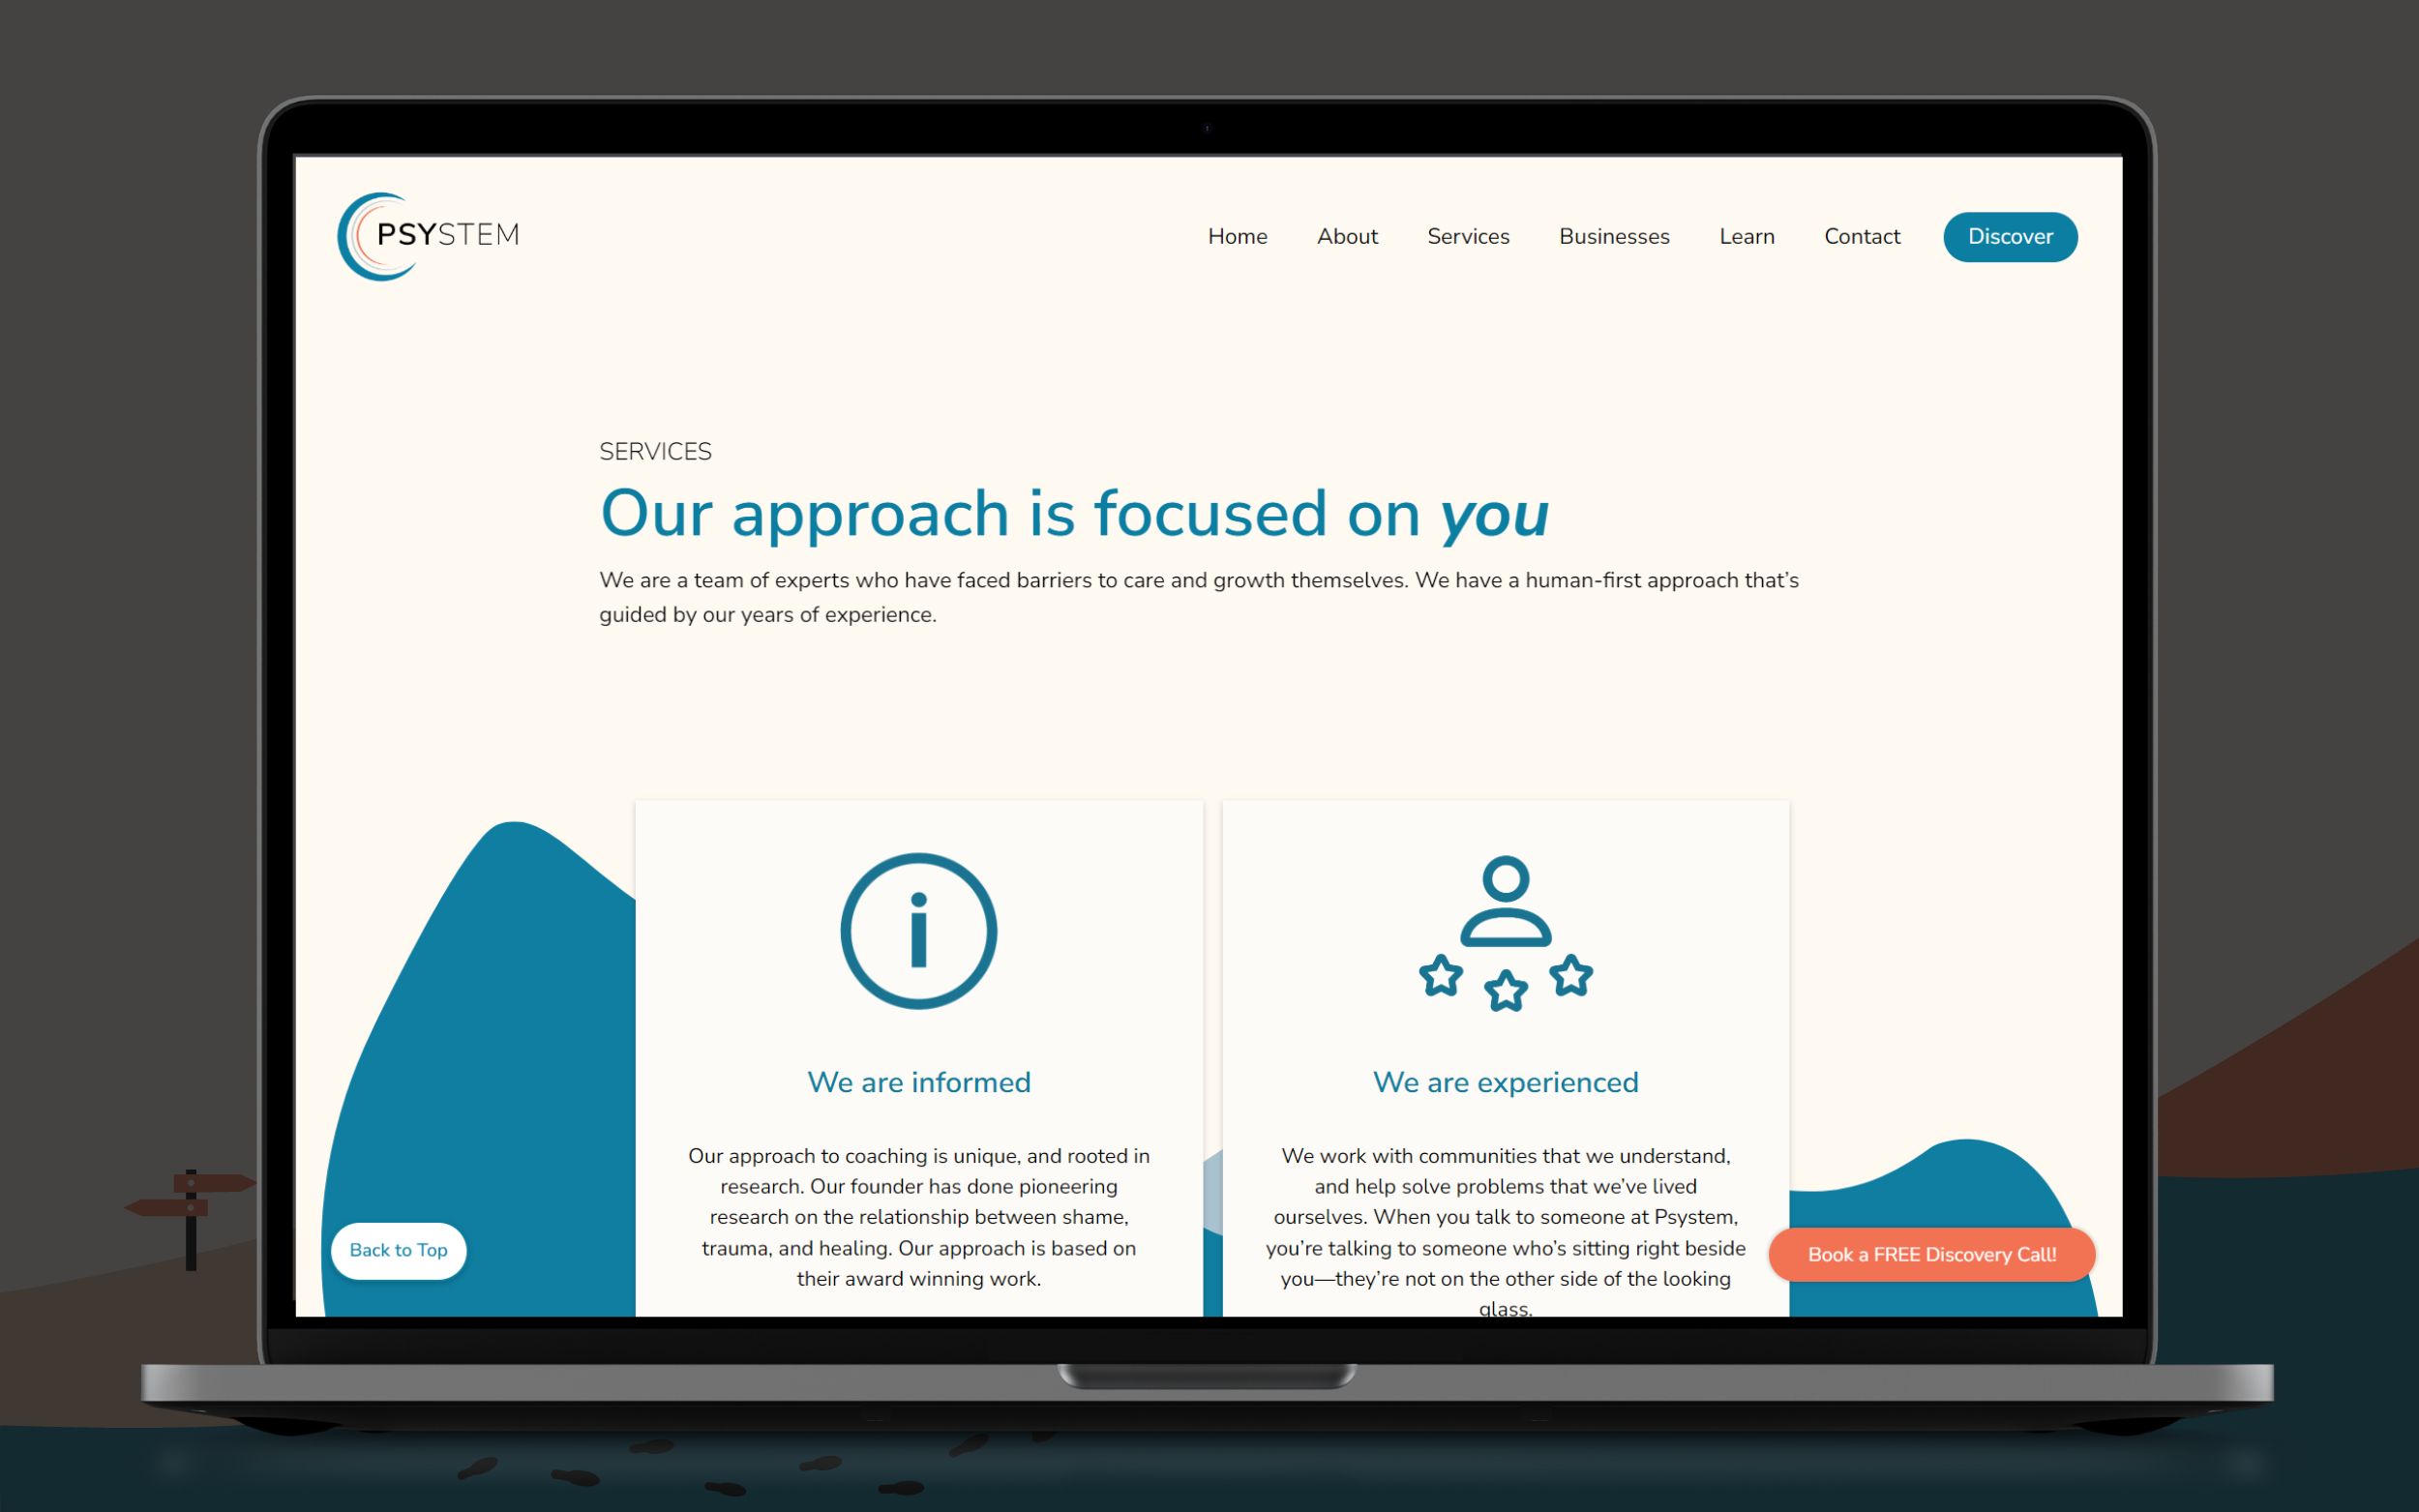 PSYSTEM
Home About Services Businesses Learn Contact Discover
SERVICES
Our approach is focused on you
We are a team of experts who have faced barriers to care and growth themselves. We have a human-first approach that’s
guided by our years of experience.
i
We are informed
Our approach to coaching is unique, and rooted in
research. Our founder has done pioneering
research on the relationship between shame,
trauma, and healing. Our approach is based on
their award winning work.
We are experienced
We work with communities that we understand,
and help solve problems that we’ve lived
ourselves. When you talk to someone at Psystem,
you’re talking to someone who’s sitting right beside
you—they’re not on the other side of the looking
glass.
Back to Top
Book a FREE Discovery Call!